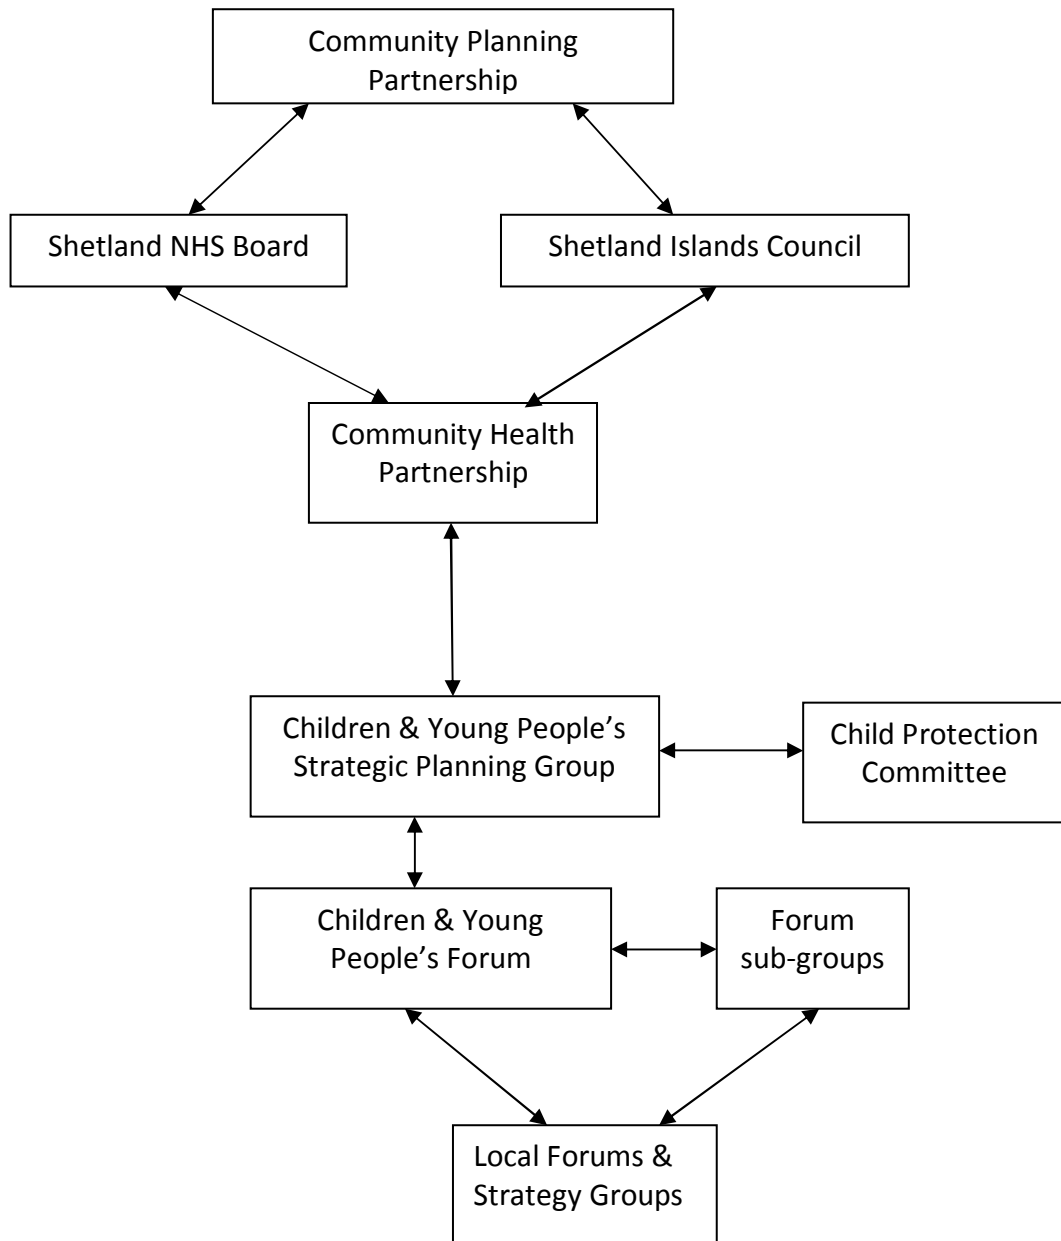 Community Planning
Partnership
Shetland NHS Board
Shetland Islands Council
Community Health
Partnership
Children & Young People’s
Strategic Planning Group
Child Protection
Committee
Children & Young
People’s Forum
Forum
sub-groups
Local Forums &
Strategy Groups